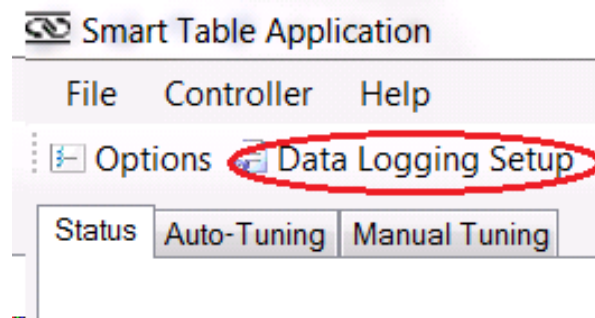 Smart Table Application
File Controller Help
Options Data Logging Setup
Status Auto-Tuning Manual Tuning